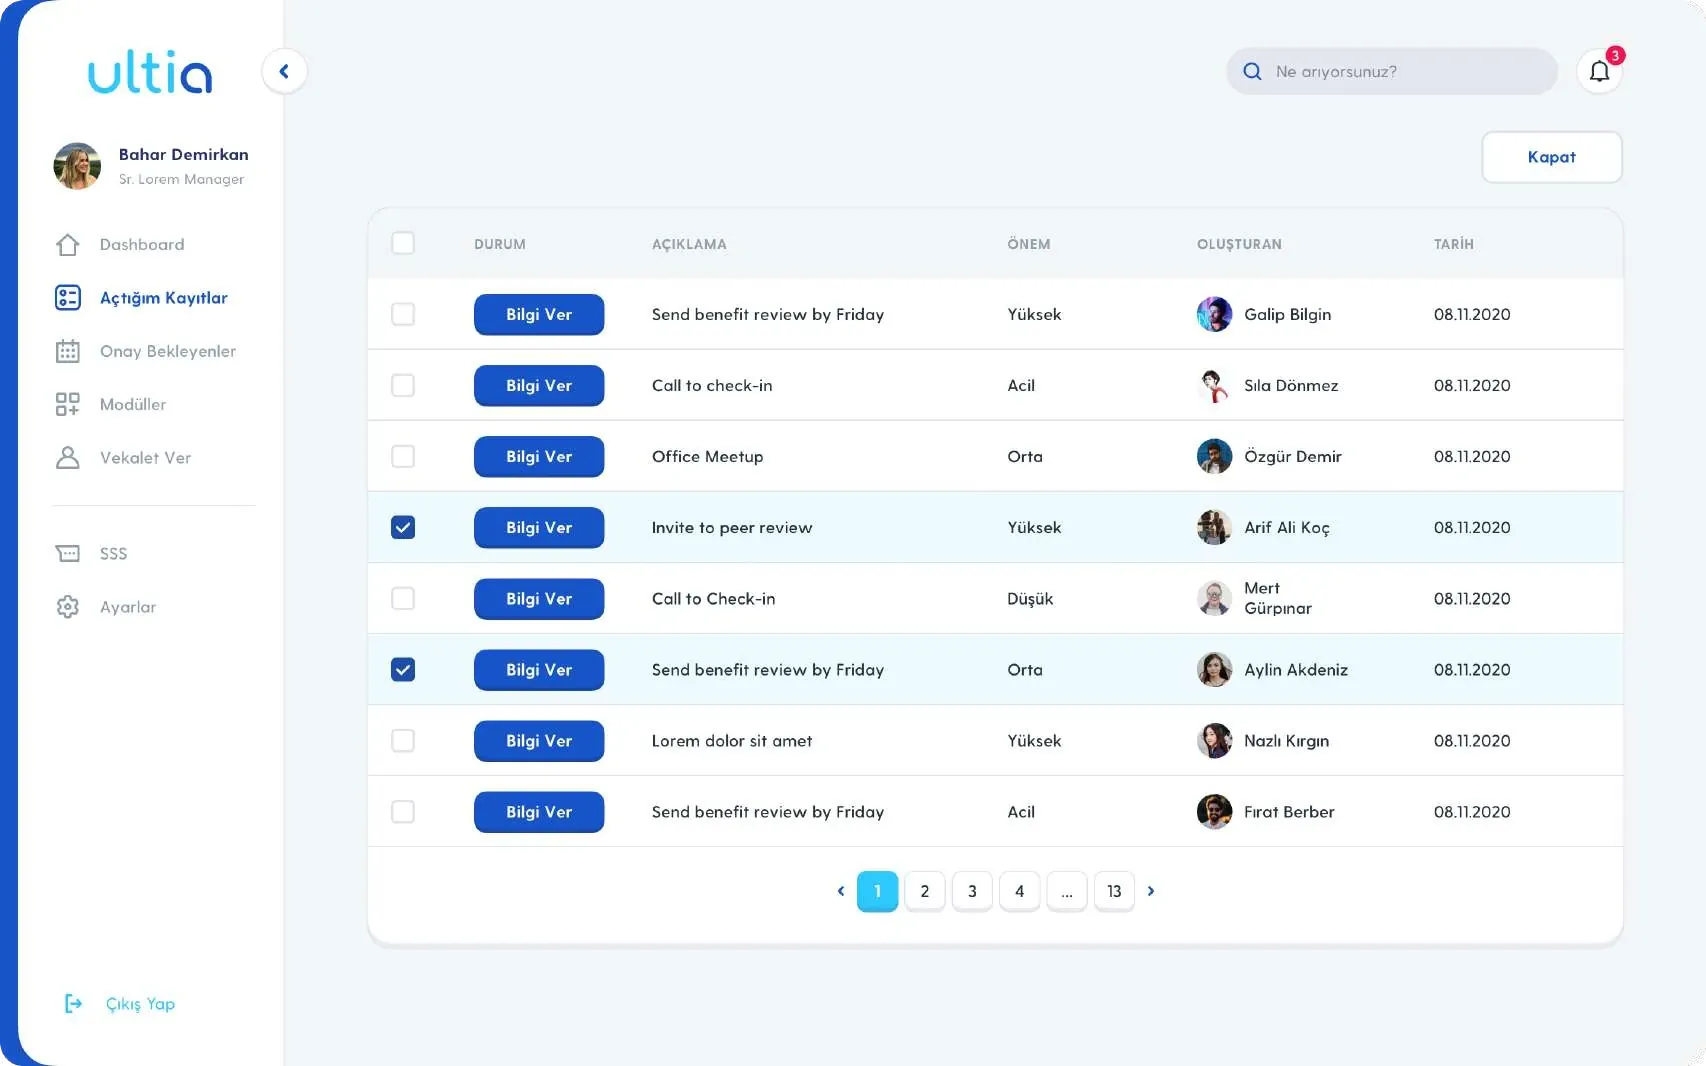 ultia
Ne arıyorsunuz?
3
Bahar Demirkan
Sr. Lorem Manager
Kapat
Dashboard
Açtığım Kayıtlar
Onay Bekleyenler
Modüller
Vekalet Ver
SSS
Ayarlar
Çıkış Yap
DURUM AÇIKLAMA ÖNEM OLUŞTURAN TARİH
Bilgi Ver Send benefit review by Friday Yüksek Galip Bilgin 08.11.2020
Bilgi Ver Call to check-in Acil Sıla Dönmez 08.11.2020
Bilgi Ver Office Meetup Orta Özgür Demir 08.11.2020
Bilgi Ver Invite to peer review Yüksek Arif Ali Koç 08.11.2020
Bilgi Ver Call to Check-in Düşük Mert
Gürpınar 08.11.2020
Bilgi Ver Send benefit review by Friday Orta Aylin Akdeniz 08.11.2020
Bilgi Ver Lorem dolor sit amet Yüksek Nazlı Kırgın 08.11.2020
Bilgi Ver Send benefit review by Friday Acil Fırat Berber 08.11.2020
1 2 3 4 ... 13